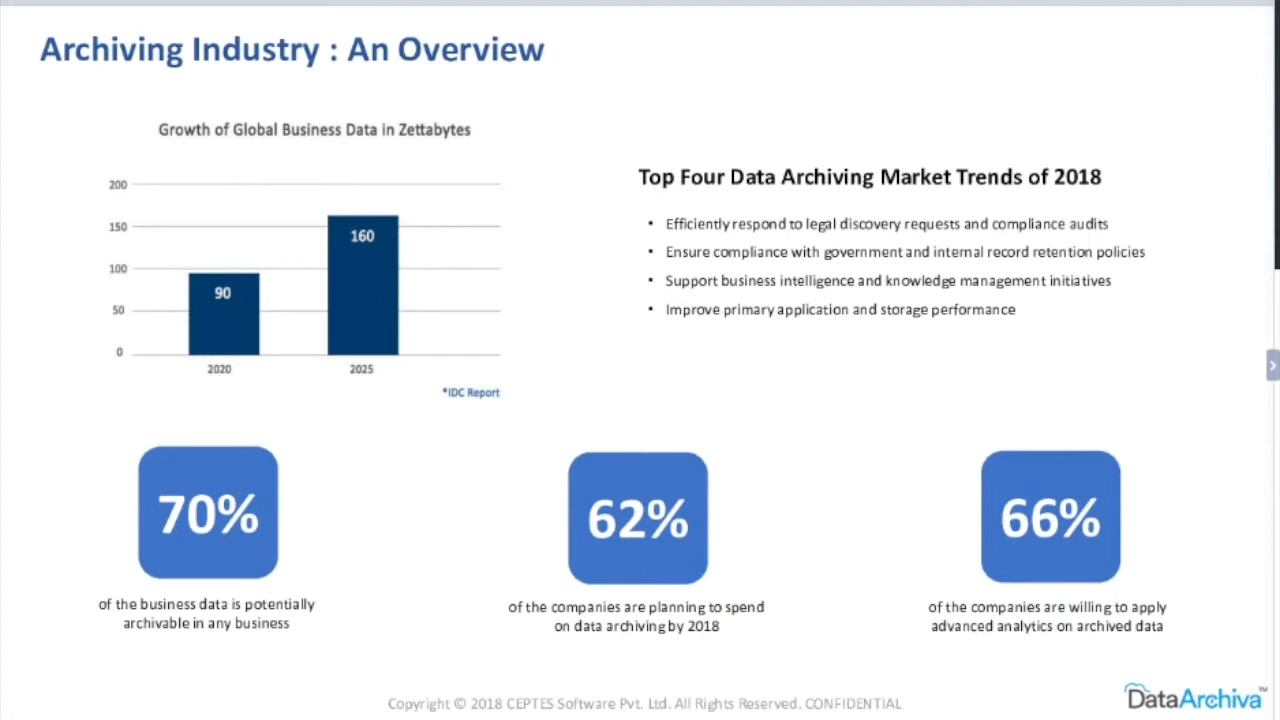 Archiving Industry : An Overview
Growth of Global Business Data in Zettabytes
200
150
100
50
0
90
160
2020
2025
*IDC Report
Top Four Data Archiving Market Trends of 2018
• Efficiently respond to legal discovery requests and compliance audits
• Ensure compliance with government and internal record retention policies
• Support business intelligence and knowledge management initiatives
• Improve primary application and storage performance
70%
of the business data is potentially
archivable in any business
62%
of the companies are planning to spend
on data archiving by 2018
66%
of the companies are willing to apply
advanced analytics on archived data
Copyright © 2018 CEPTES Software Pvt. Ltd. All Rights Reserved. CONFIDENTIAL
DataArchiva™